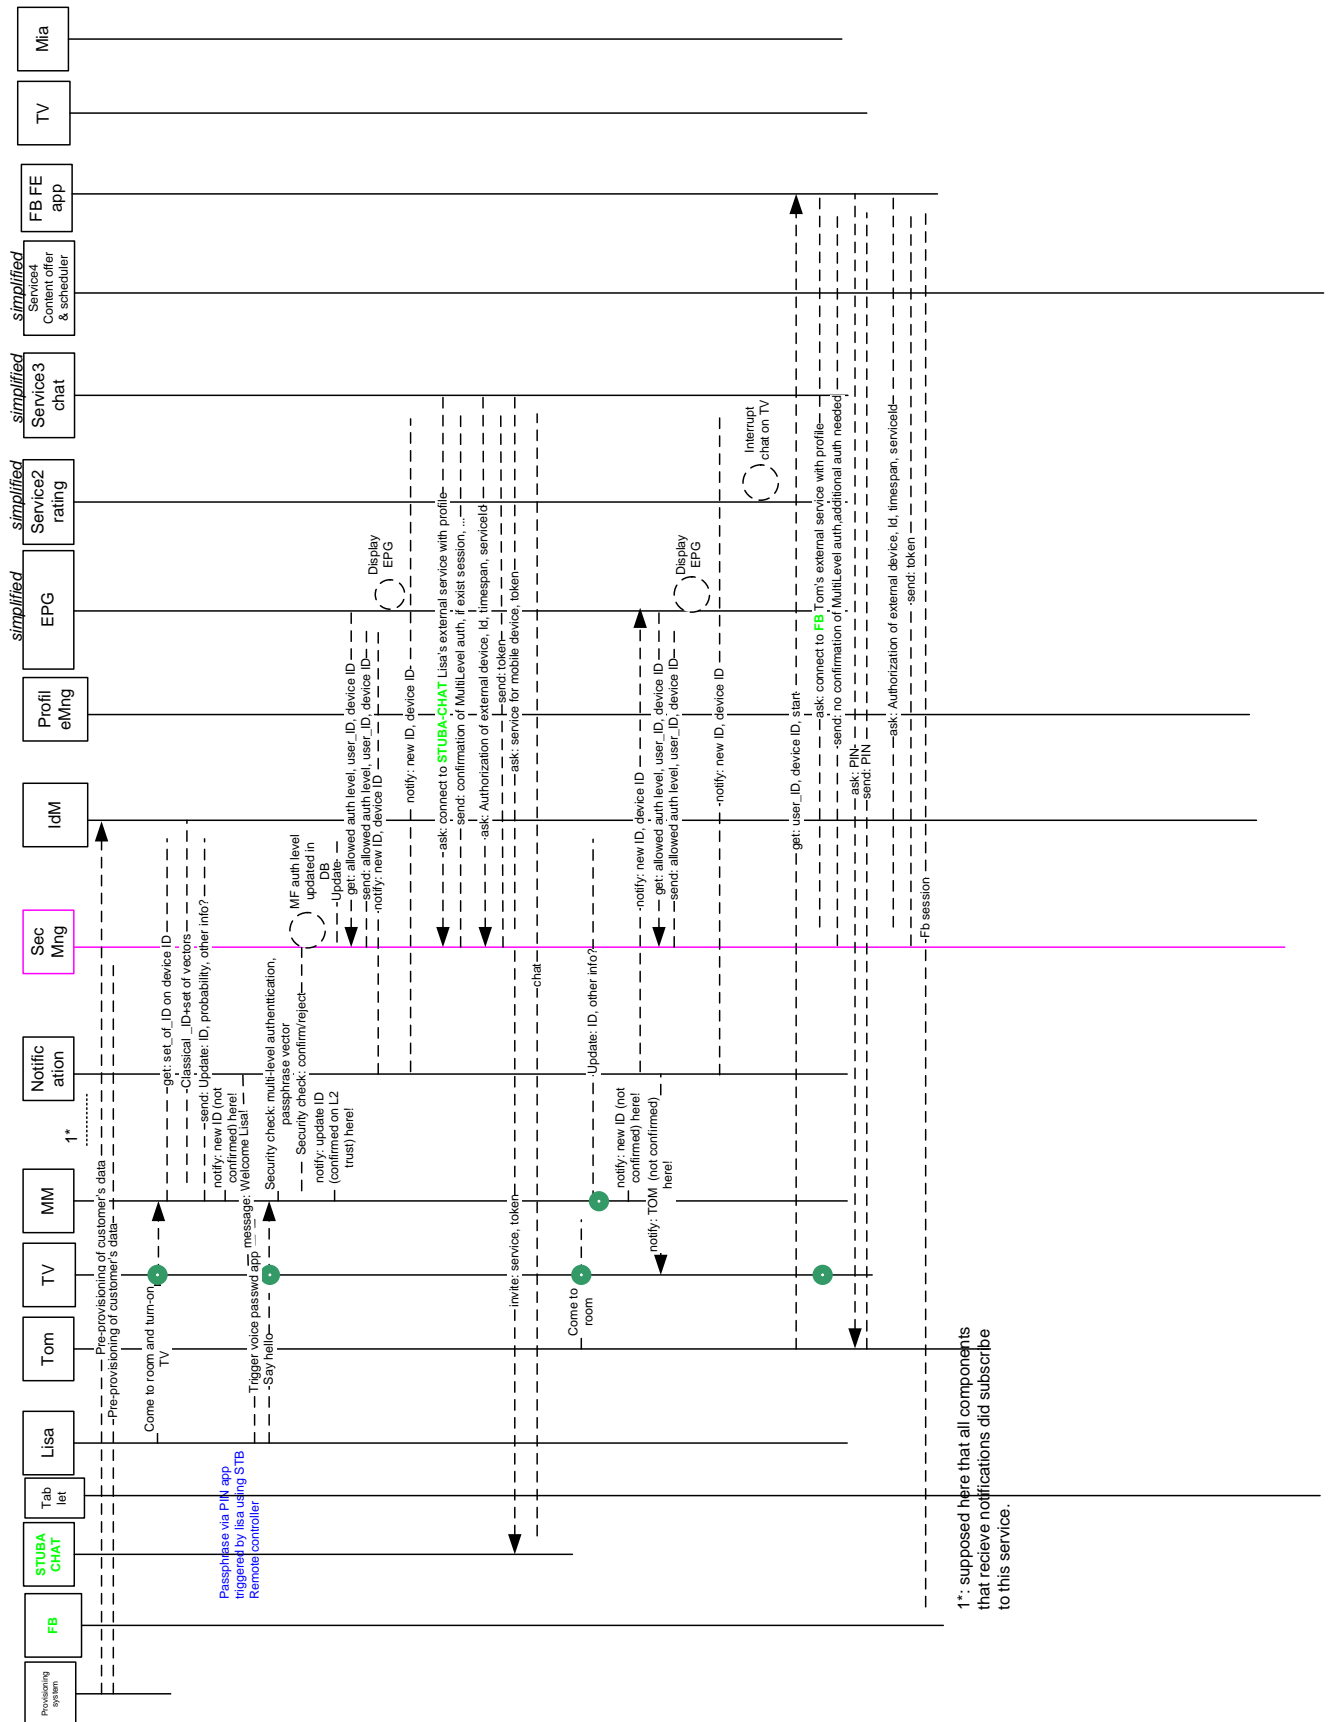 Provisioning
system
FB
STUBA
CHAT
Tab
let
Lisa
Tom
TV
MM
Notific
ation
Sec
Mng
IdM
Profil
eMng
simplified
EPG
simplified
Service2
rating
simplified
Service3
chat
simplified
Service4
Content offer
& scheduler
FB FE
app
TV
Mia
1*
Pre-provisioning of customer's data
Pre-provisioning of customer's data
Come to room and turn-on
TV
get: set_of_ID on device ID
Classical _ID+set of vectors
send: Update: ID, probability, other info?
notify: new ID (not
confirmed) here!
message: Welcome Lisa!
Trigger voice passwd app
Say hello
Passphrase via PIN app
triggered by lisa using STB
Remote controller
Security check: multi-level authenttication,
passphrase vector
Security check: confirm/reject
MF auth level
updated in
DB
notify: update ID
(confirmed on L2
trust) here!
Update
get: allowed auth level, user_ID, device ID
send: allowed auth level, user_ID, device ID
notify: new ID, device ID
Display
EPG
notify: new ID, device ID
ask: connect to STUBA-CHAT Lisa's external service with profile
send: confirmation of MultiLevel auth, if exist session, ...
ask: Authorization of external device, Id, timespan, serviceId
send: token
ask: service for mobile device, token
invite: service, token
chat
Come to
room
Update: ID, other info?
notify: new ID (not
confirmed) here!
notify: new ID, device ID
notify: TOM (not confirmed)
here!
get: allowed auth level, user_ID, device ID
send: allowed auth level, user_ID, device ID
Display
EPG
notify: new ID, device ID
Interrupt
chat on TV
get: user_ID, device ID, start
ask: connect to FB Tom's external service with profile
send: no confirmation of MultiLevel auth,additional auth needed
ask: PIN
send: PIN
ask: Authorization of external device, Id, timespan, serviceId
send: token
Fb session
1*: supposed here that all components
that recieve notifications did subscribe
to this service.